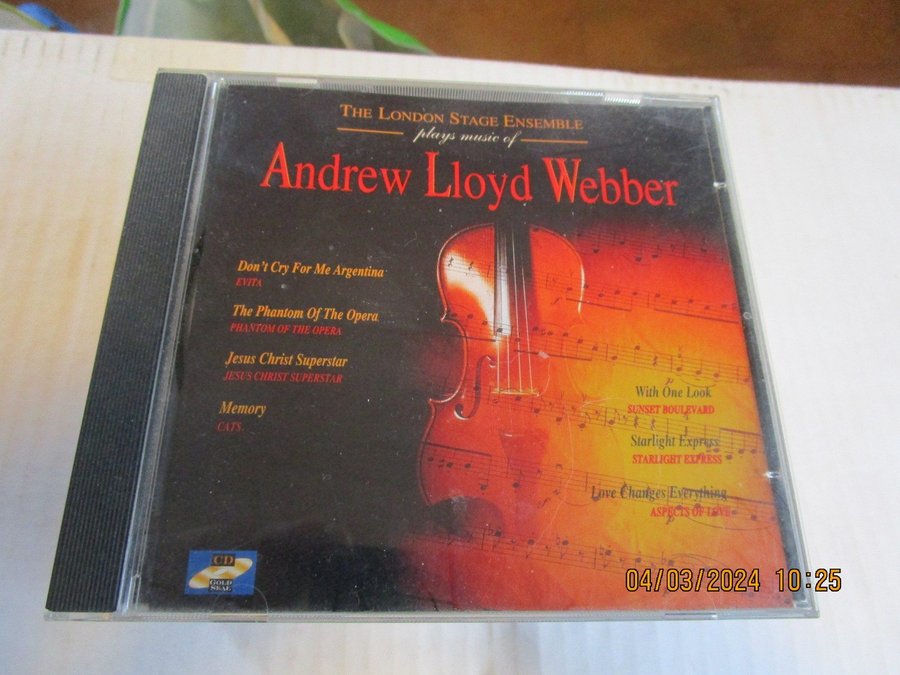 THE LONDON STAGE ENSEMBLE
plays music of
Andrew Lloyd Webber
Don't Cry For Me Argentina
EVITA
The Phantom Of The Opera
PHANTOM OF THE OPERA
Jesus Christ Superstar
JESUS CHRIST SUPERSTAR
Memory
CATS.
With One Look
SUNSET BOULEVARD
Starlight Express
STARLIGHT EXPRESS
Love Changes Everything
ASPECTS OF LOVE
CD
GOLD
SEAL
04/03/2024 10:25